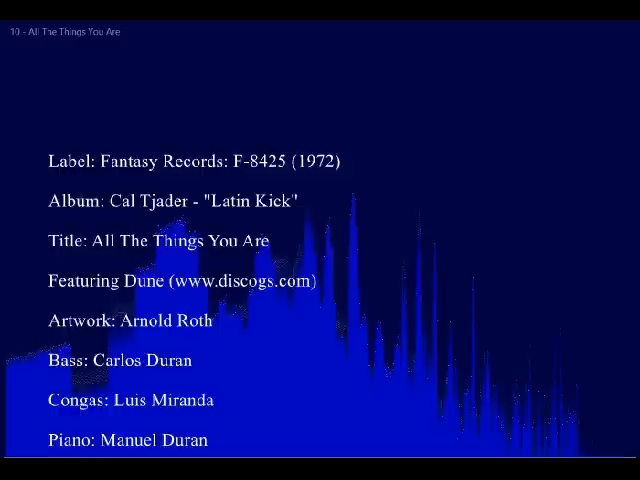 10 - All The Things You Are
Label: Fantasy Records: F-8425 (1972)
Album: Cal Tjader - "Latin Kick"
Title: All The Things You Are
Featuring Dune (www.discogs.com)
Artwork: Arnold Roth
Bass: Carlos Duran
Congas: Luis Miranda
Piano: Manuel Duran